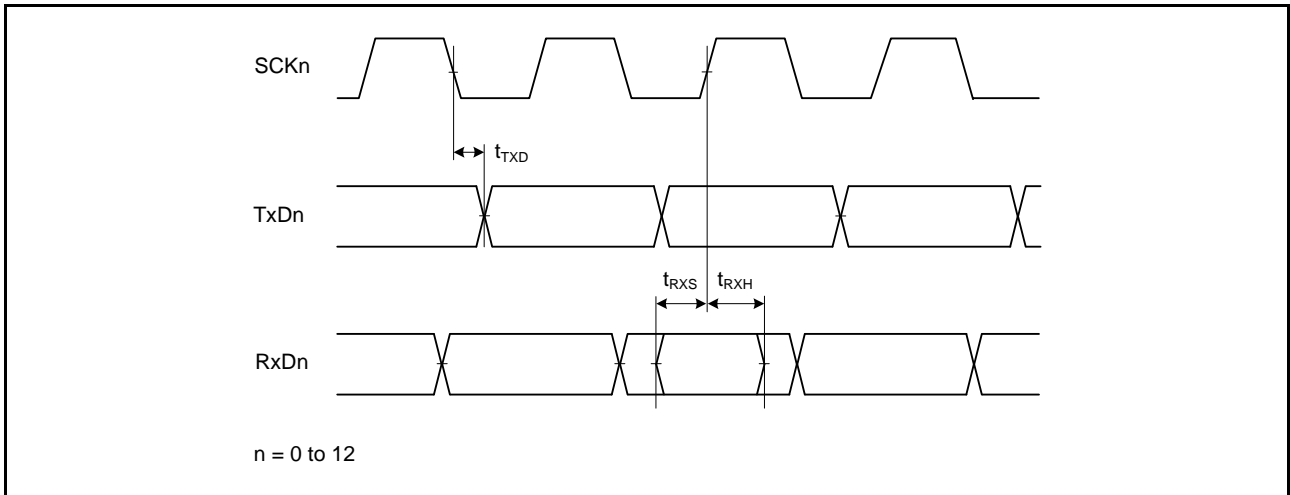 SCKn
tTXD
TxDn
tRXS tRXH
RxDn
n = 0 to 12